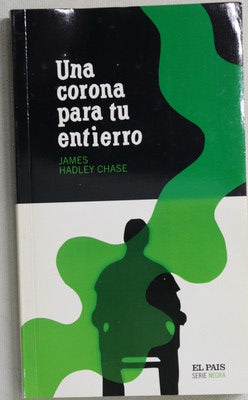 Una
corona
para tu
entierro
JAMES
HADLEY CHASE
EL PAIS
SERIE NEGRA